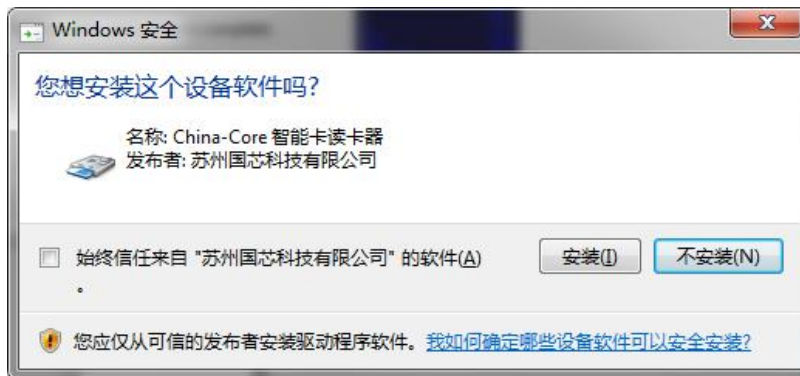 Windows 安全
您想安装这个设备软件吗?
名称: China-Core 智能卡读卡器
发布者: 苏州国芯科技有限公司
始终信任来自 "苏州国芯科技有限公司" 的软件(A)
。
安装(I)
不安装(N)
您应仅从可信的发布者安装驱动程序软件。我如何确定哪些设备软件可以安全安装?